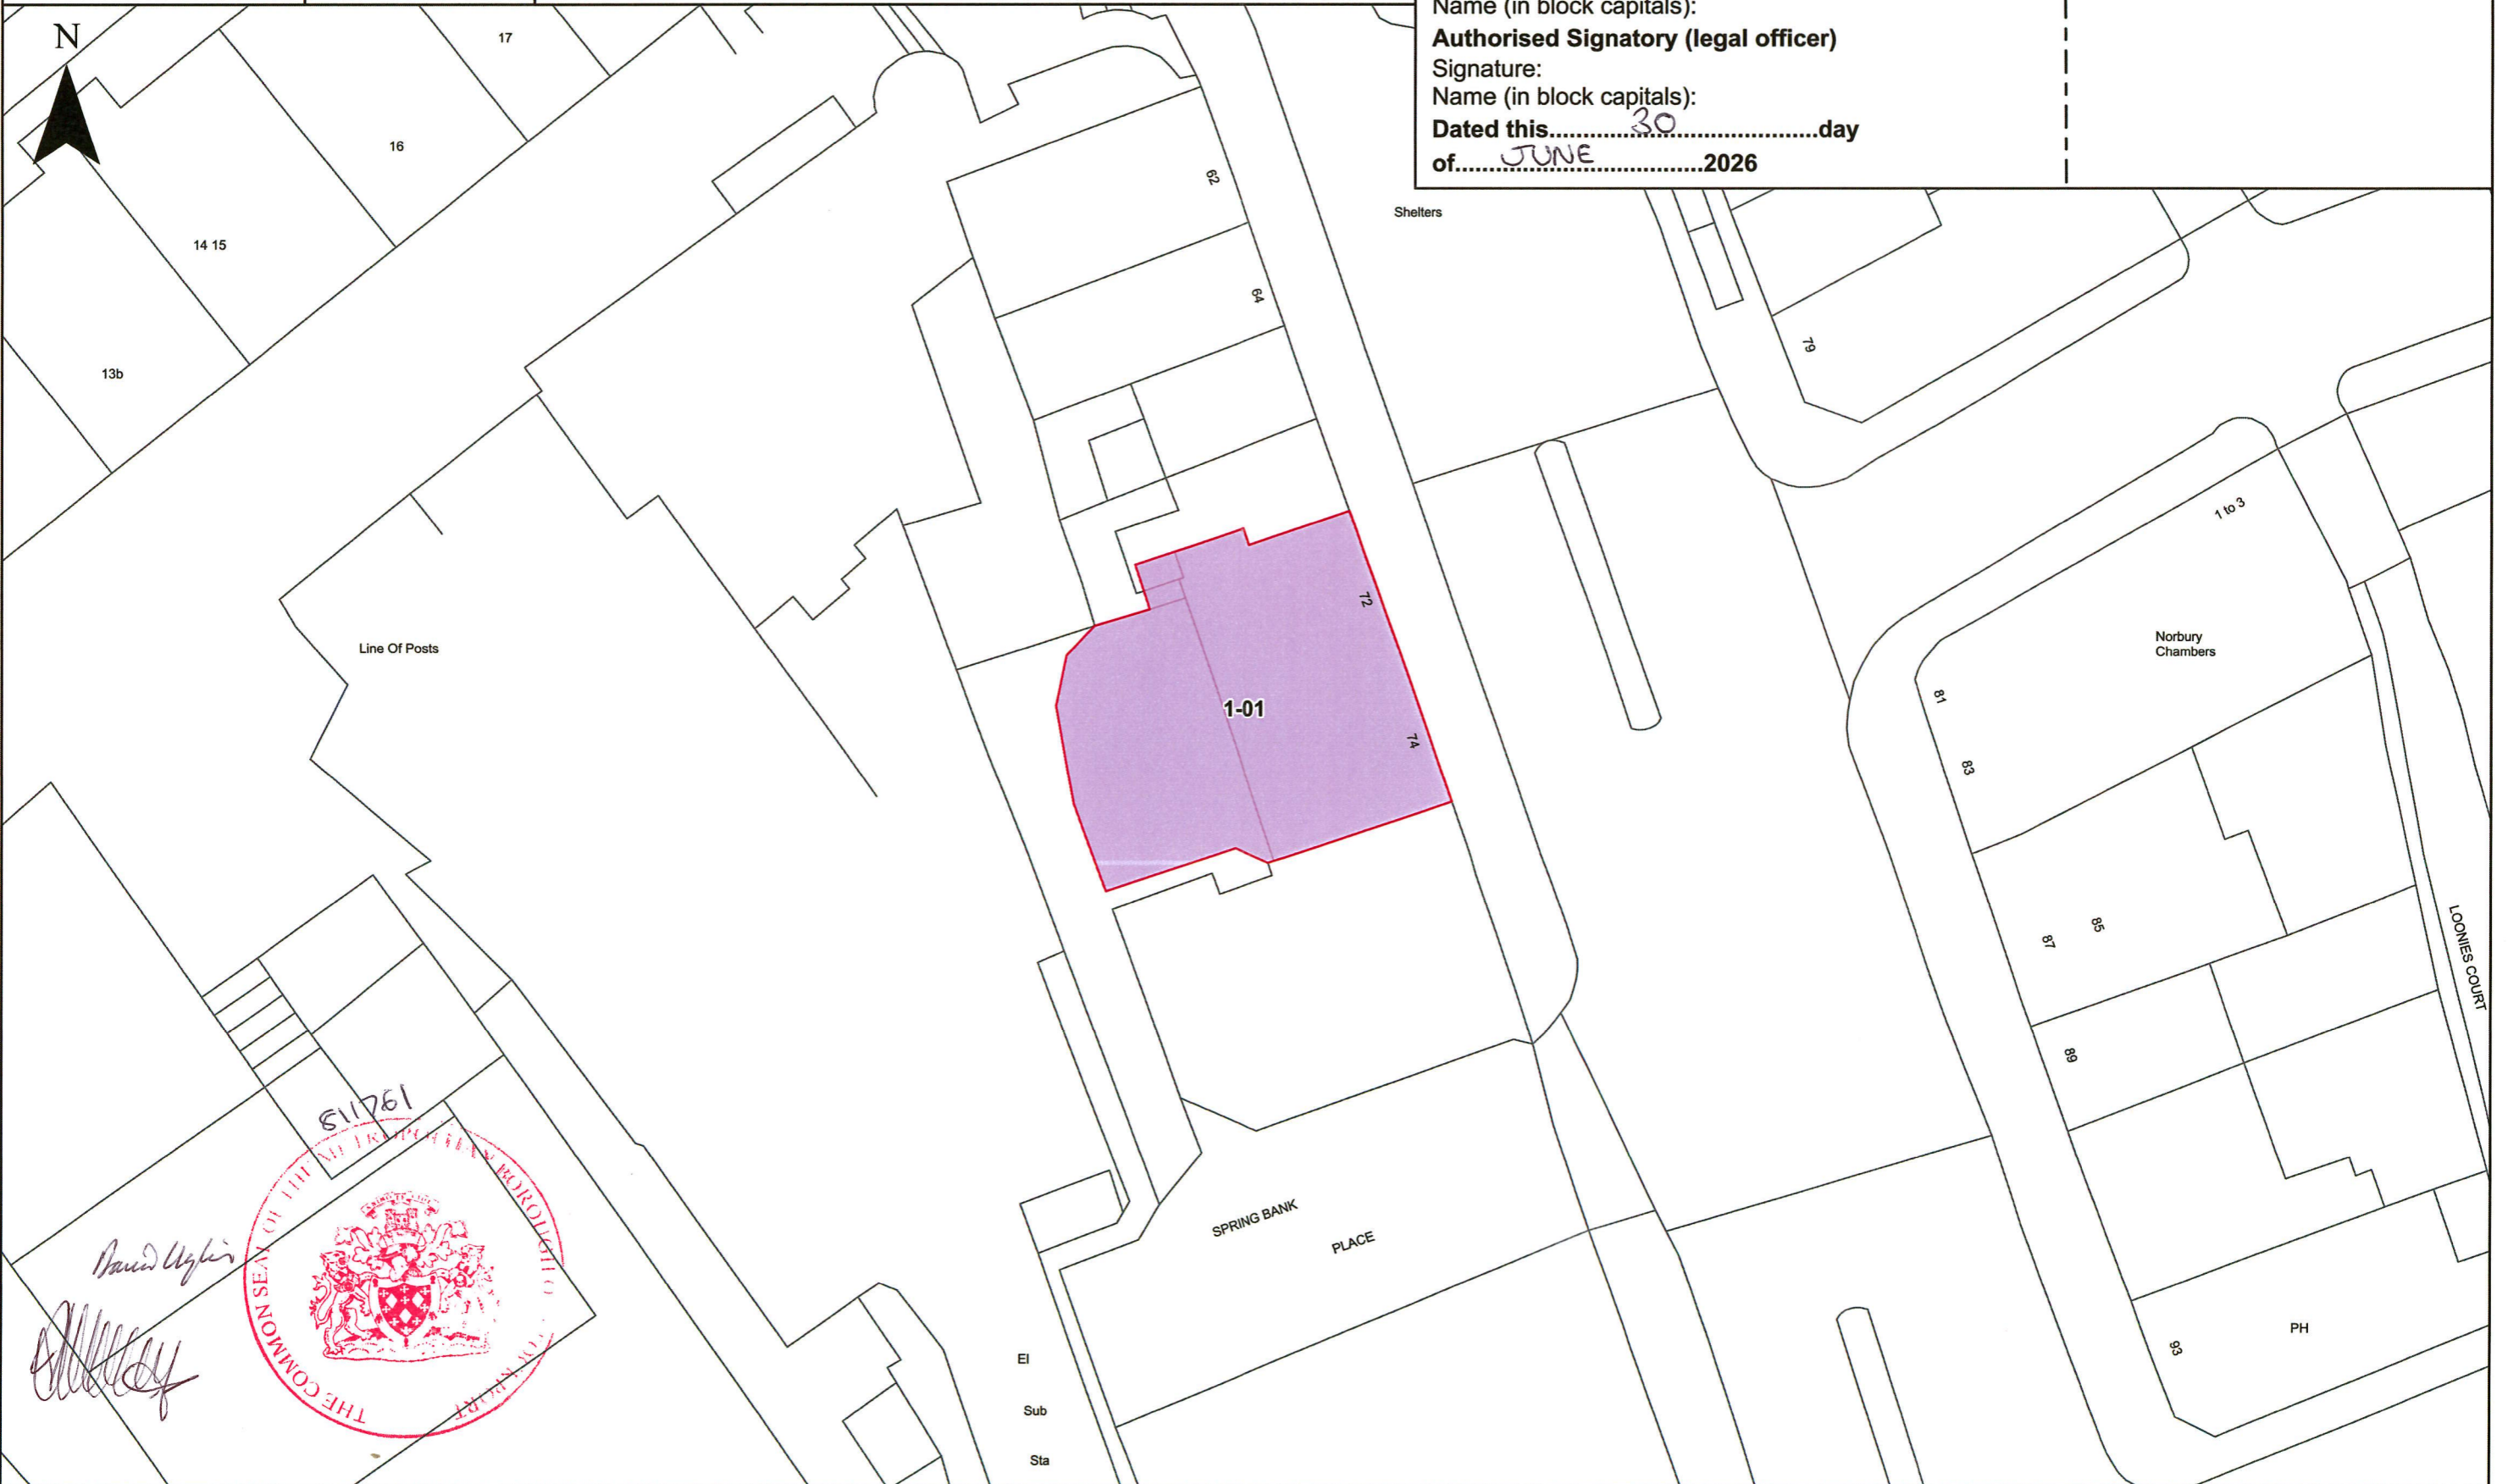 Name (in block capitals):
Authorised Signatory (legal officer)
Signature:
Name (in block capitals):
Dated this........30........day
of........JUNE........2026
N
17
16
14 15
13b
62
64
Shelters
79
72
74
1-01
Line Of Posts
1 to 3
Norbury
Chambers
81
83
85
87
89
LOONIES COURT
93
PH
SPRING BANK
PLACE
El
Sub
Sta
811761
THE COMMON SEAL OF THE METROPOLITAN BOROUGH